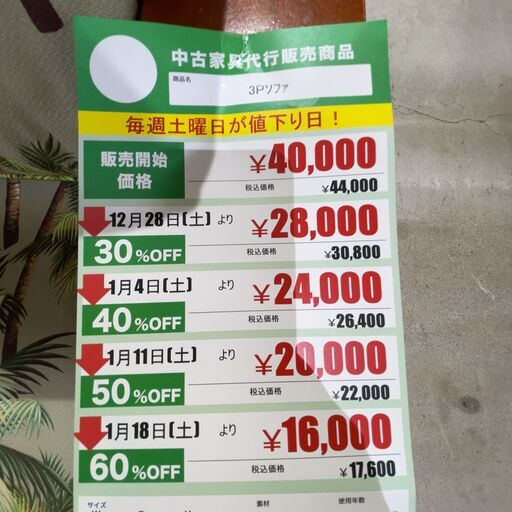 中古家具代行販売商品
商品名
3Pソファ
毎週土曜日が値下り日！
販売開始
価格
¥40,000
税込価格 ¥44,000
12月28日(土) より
30%OFF
¥28,000
税込価格 ¥30,800
1月4日(土) より
40%OFF
¥24,000
税込価格 ¥26,400
1月11日(土) より
50%OFF
¥20,000
税込価格 ¥22,000
1月18日(土) より
60%OFF
¥16,000
税込価格 ¥17,600
サイズ 素材 使用年数